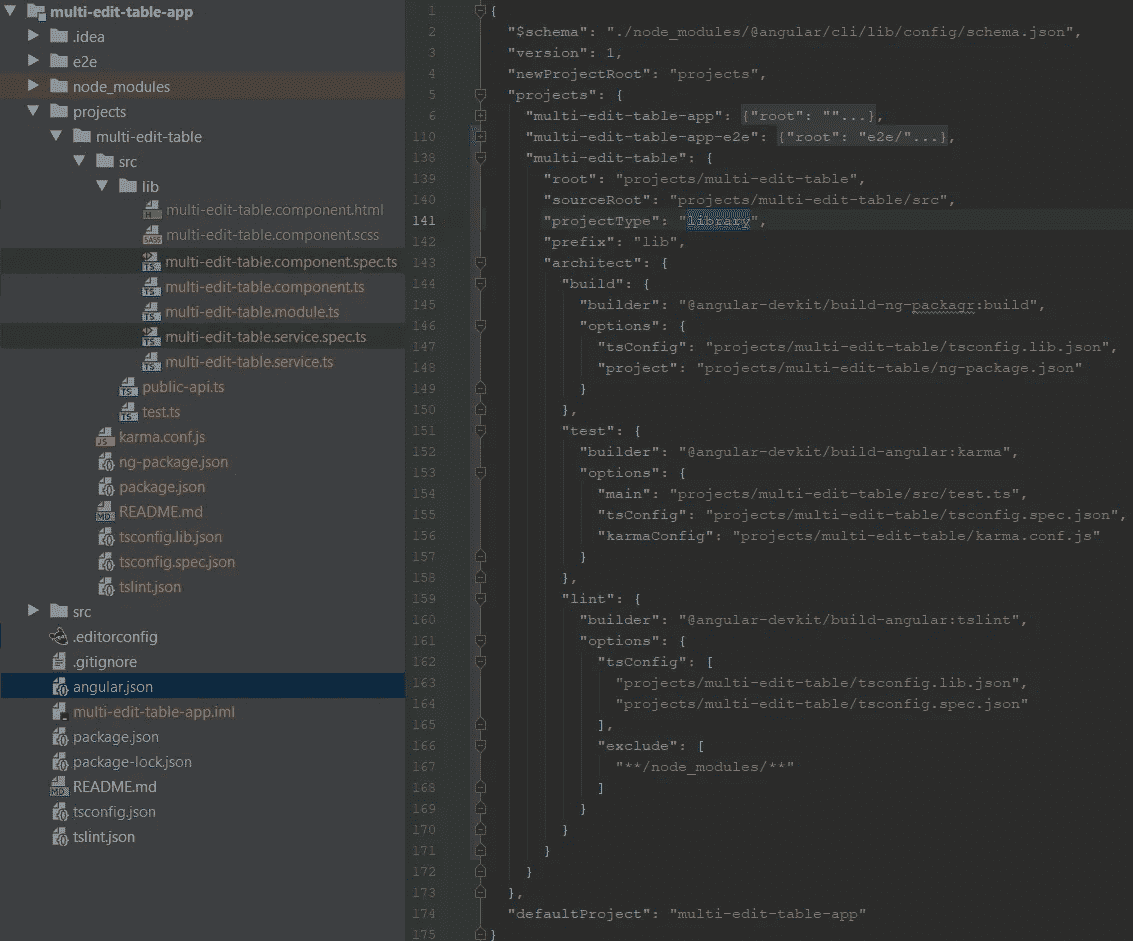 multi-edit-table-app
.idea
e2e
node_modules
projects
multi-edit-table
src
lib
multi-edit-table.component.html
multi-edit-table.component.scss
multi-edit-table.component.spec.ts
multi-edit-table.component.ts
multi-edit-table.module.ts
multi-edit-table.service.spec.ts
multi-edit-table.service.ts
public-api.ts
test.ts
karma.conf.js
ng-package.json
package.json
README.md
tsconfig.lib.json
tsconfig.spec.json
tslint.json
src
.editorconfig
.gitignore
angular.json
multi-edit-table-app.iml
package.json
package-lock.json
README.md
tsconfig.json
tslint.json
1 {
2 "$schema": "./node_modules/@angular/cli/lib/config/schema.json",
3 "version": 1,
4 "newProjectRoot": "projects",
5 "projects": {
6 "multi-edit-table-app": {"root": ""...},
110 "multi-edit-table-app-e2e": {"root": "e2e/"...},
138 "multi-edit-table": {
139 "root": "projects/multi-edit-table",
140 "sourceRoot": "projects/multi-edit-table/src",
141 "projectType": "library",
142 "prefix": "lib",
143 "architect": {
144 "build": {
145 "builder": "@angular-devkit/build-ng-packagr:build",
146 "options": {
147 "tsConfig": "projects/multi-edit-table/tsconfig.lib.json",
148 "project": "projects/multi-edit-table/ng-package.json"
149 }
150 },
151 "test": {
152 "builder": "@angular-devkit/build-angular:karma",
153 "options": {
154 "main": "projects/multi-edit-table/src/test.ts",
155 "tsConfig": "projects/multi-edit-table/tsconfig.spec.json",
156 "karmaConfig": "projects/multi-edit-table/karma.conf.js"
157 }
158 },
159 "lint": {
160 "builder": "@angular-devkit/build-angular:tslint",
161 "options": {
162 "tsConfig": [
163 "projects/multi-edit-table/tsconfig.lib.json",
164 "projects/multi-edit-table/tsconfig.spec.json"
165 ],
166 "exclude": [
167 "**/node_modules/**"
168 ]
169 }
170 }
171 }
172 }
173 },
174 "defaultProject": "multi-edit-table-app"
175 }